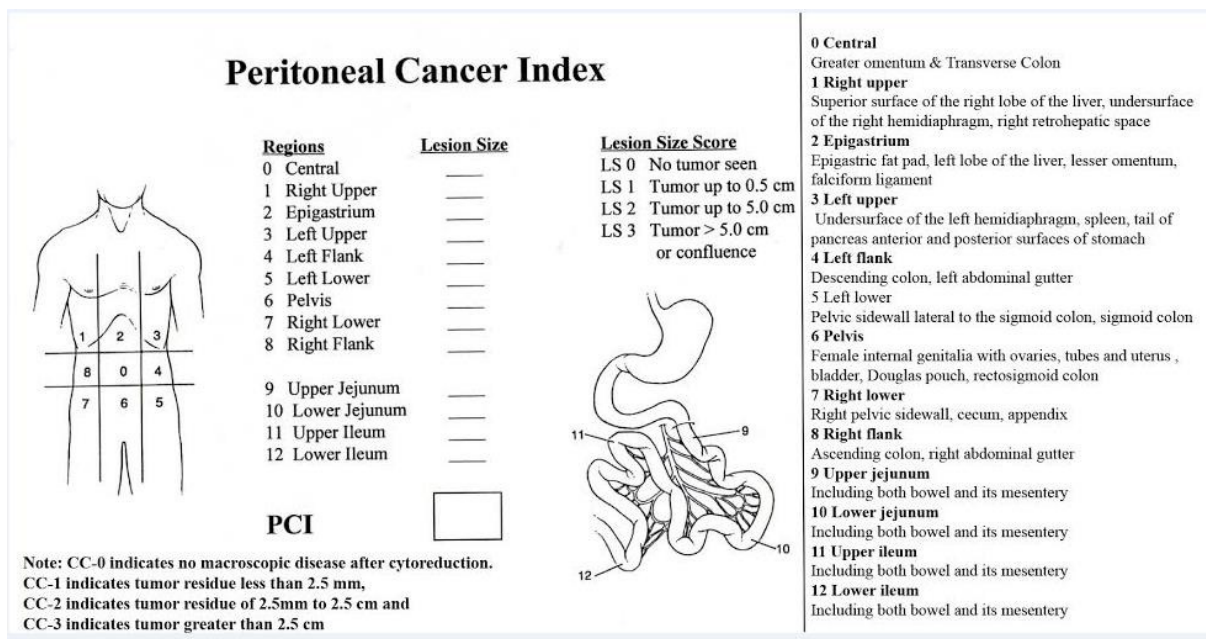 Peritoneal Cancer Index
Regions Lesion Size
0 Central
1 Right Upper
2 Epigastrium
3 Left Upper
4 Left Flank
5 Left Lower
6 Pelvis
7 Right Lower
8 Right Flank
9 Upper Jejunum
10 Lower Jejunum
11 Upper Ileum
12 Lower Ileum
PCI
Lesion Size Score
LS 0 No tumor seen
LS 1 Tumor up to 0.5 cm
LS 2 Tumor up to 5.0 cm
LS 3 Tumor > 5.0 cm
or confluence
1 2 3
8 0 4
7 6 5
11
9
10
12
Note: CC-0 indicates no macroscopic disease after cytoreduction.
CC-1 indicates tumor residue less than 2.5 mm,
CC-2 indicates tumor residue of 2.5mm to 2.5 cm and
CC-3 indicates tumor greater than 2.5 cm
0 Central
Greater omentum & Transverse Colon
1 Right upper
Superior surface of the right lobe of the liver, undersurface
of the right hemidiaphragm, right retrohepatic space
2 Epigastrium
Epigastric fat pad, left lobe of the liver, lesser omentum,
falciform ligament
3 Left upper
Undersurface of the left hemidiaphragm, spleen, tail of
pancreas anterior and posterior surfaces of stomach
4 Left flank
Descending colon, left abdominal gutter
5 Left lower
Pelvic sidewall lateral to the sigmoid colon, sigmoid colon
6 Pelvis
Female internal genitalia with ovaries, tubes and uterus ,
bladder, Douglas pouch, rectosigmoid colon
7 Right lower
Right pelvic sidewall, cecum, appendix
8 Right flank
Ascending colon, right abdominal gutter
9 Upper jejunum
Including both bowel and its mesentery
10 Lower jejunum
Including both bowel and its mesentery
11 Upper ileum
Including both bowel and its mesentery
12 Lower ileum
Including both bowel and its mesentery